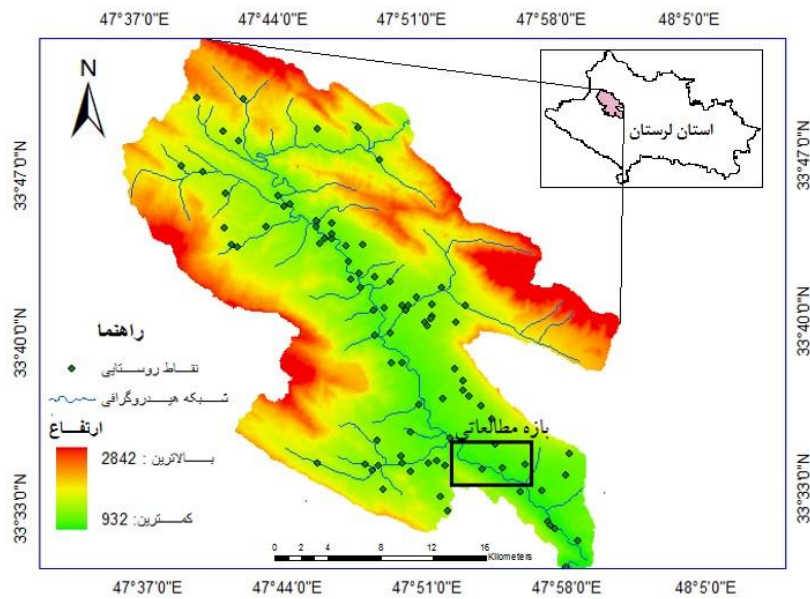 47°37'0"E 47°44'0"E 47°51'0"E 47°58'0"E 48°5'0"E
N
استان لرستان
33°47'0"N 33°47'0"N
33°40'0"N 33°40'0"N
33°33'0"N 33°33'0"N
راهنما
نقاط روستایی
شبکه هیدروگرافی
ارتفاع
بالاترین : 2842
کمترین: 932
بازه مطالعاتی
0 2 4 8 12 16
Kilometers
47°37'0"E 47°44'0"E 47°51'0"E 47°58'0"E 48°5'0"E